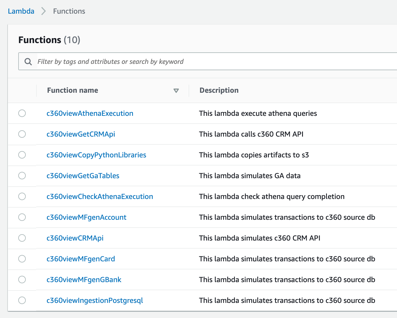 Lambda > Functions
Functions (10)
Filter by tags and attributes or search by keyword
Function name Description
c360viewAthenaExecution This lambda execute athena queries
c360viewGetCRMApi This lambda calls c360 CRM API
c360viewCopyPythonLibraries This lambda copies artifacts to s3
c360viewGetGaTables This lambda simulates GA data
c360viewCheckAthenaExecution This lambda check athena query completion
c360viewMFgenAccount This lambda simulates transactions to c360 source db
c360viewCRMApi This lambda simulates c360 CRM API
c360viewMFgenCard This lambda simulates transactions to c360 source db
c360viewMFgenGBank This lambda simulates transactions to c360 source db
c360viewIngestionPostgresql This lambda simulates transactions to c360 source db